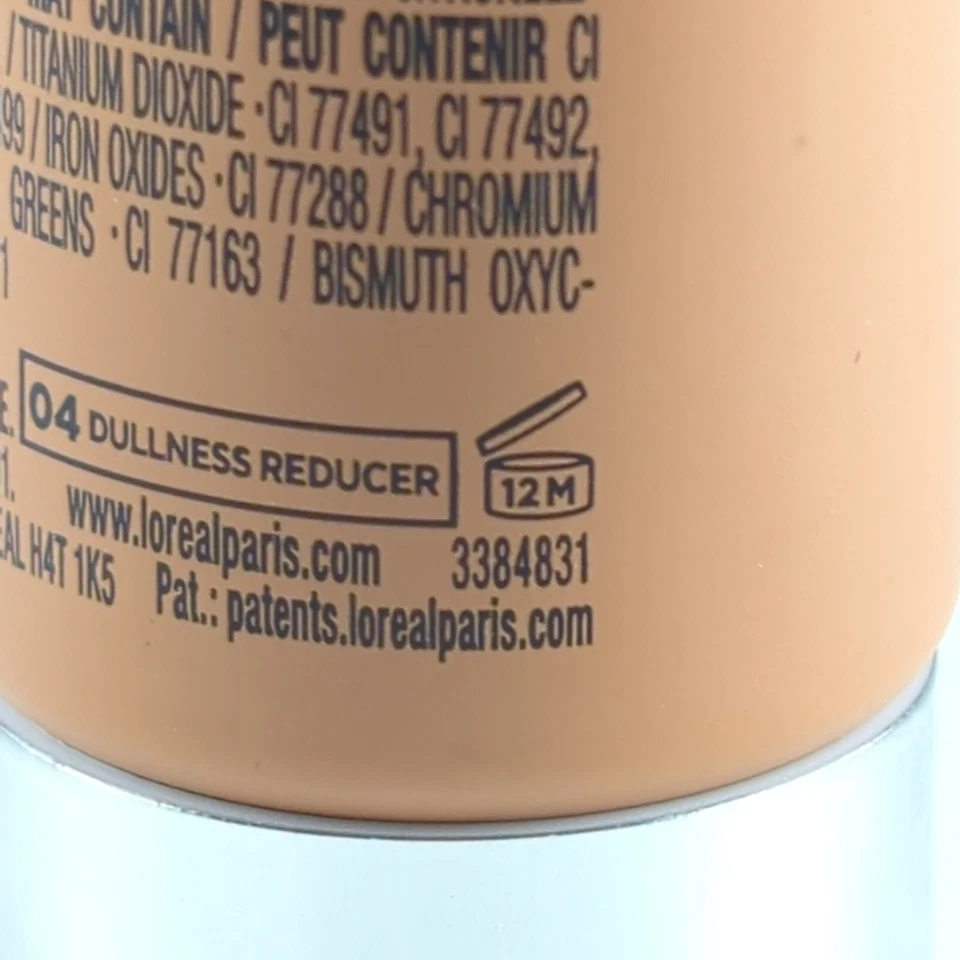 MAY CONTAIN / PEUT CONTENIR CI
/ TITANIUM DIOXIDE · CI 77491, CI 77492,
99 / IRON OXIDES · CI 77288 / CHROMIUM
GREENS · CI 77163 / BISMUTH OXYC-
04 DULLNESS REDUCER
12 M
www.lorealparis.com 3384831
H4T 1K5 Pat.: patents.lorealparis.com